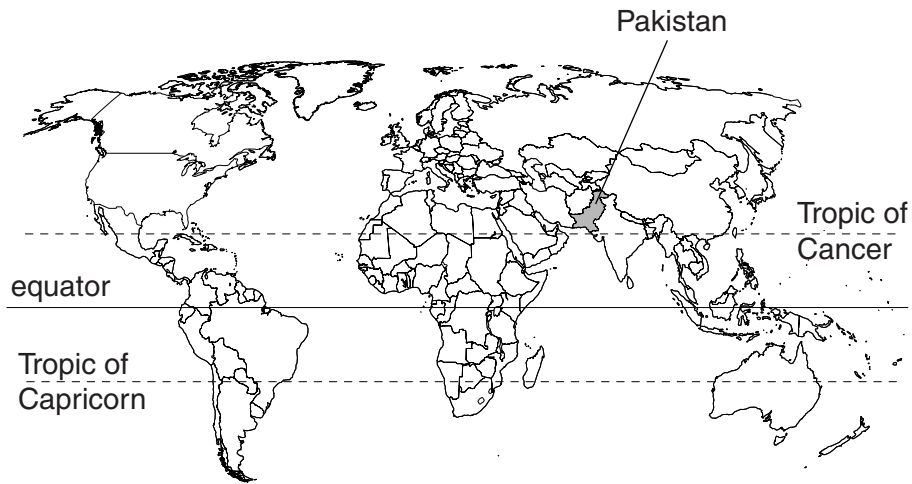 Pakistan
Tropic of
Cancer
equator
Tropic of
Capricorn